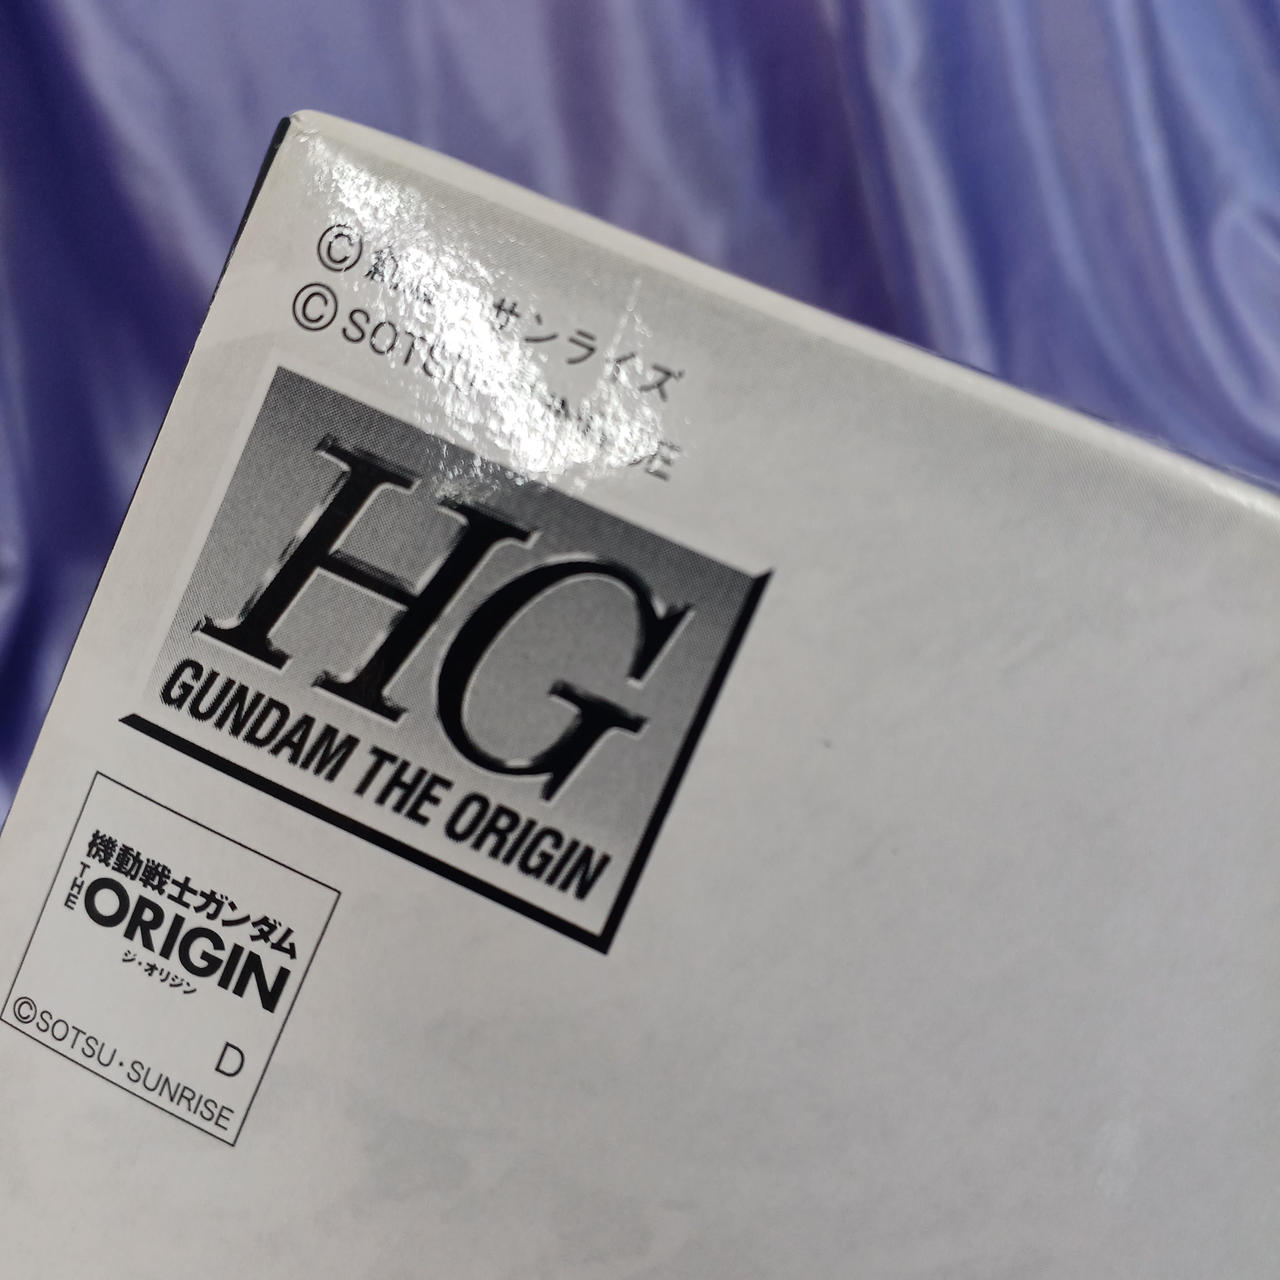 © サンライズ
© SOTSU
HG
GUNDAM THE ORIGIN
機動戦士ガンダム
THE
ORIGIN
ジ・オリジン
D
©SOTSU・SUNRISE